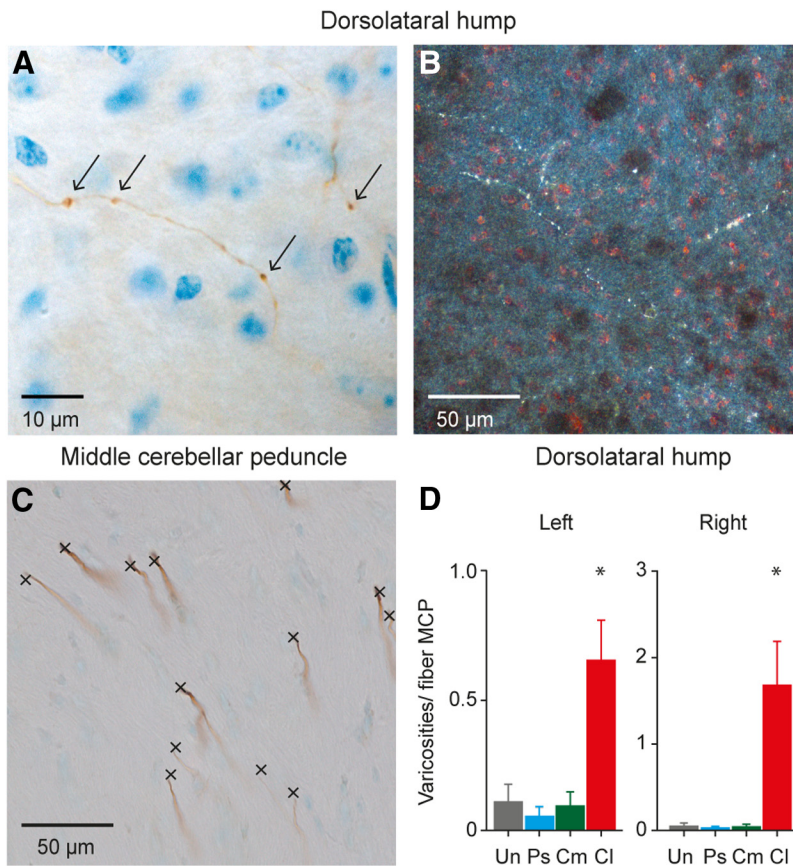 Dorsolataral hump
A
B
10 µm
50 µm
Middle cerebellar peduncle
Dorsolataral hump
C
D
Left
Right
Varicosities/ fiber MCP
1.0
0.5
0
*
Un Ps Cm Cl
3
2
1
0
*
Un Ps Cm Cl
50 µm